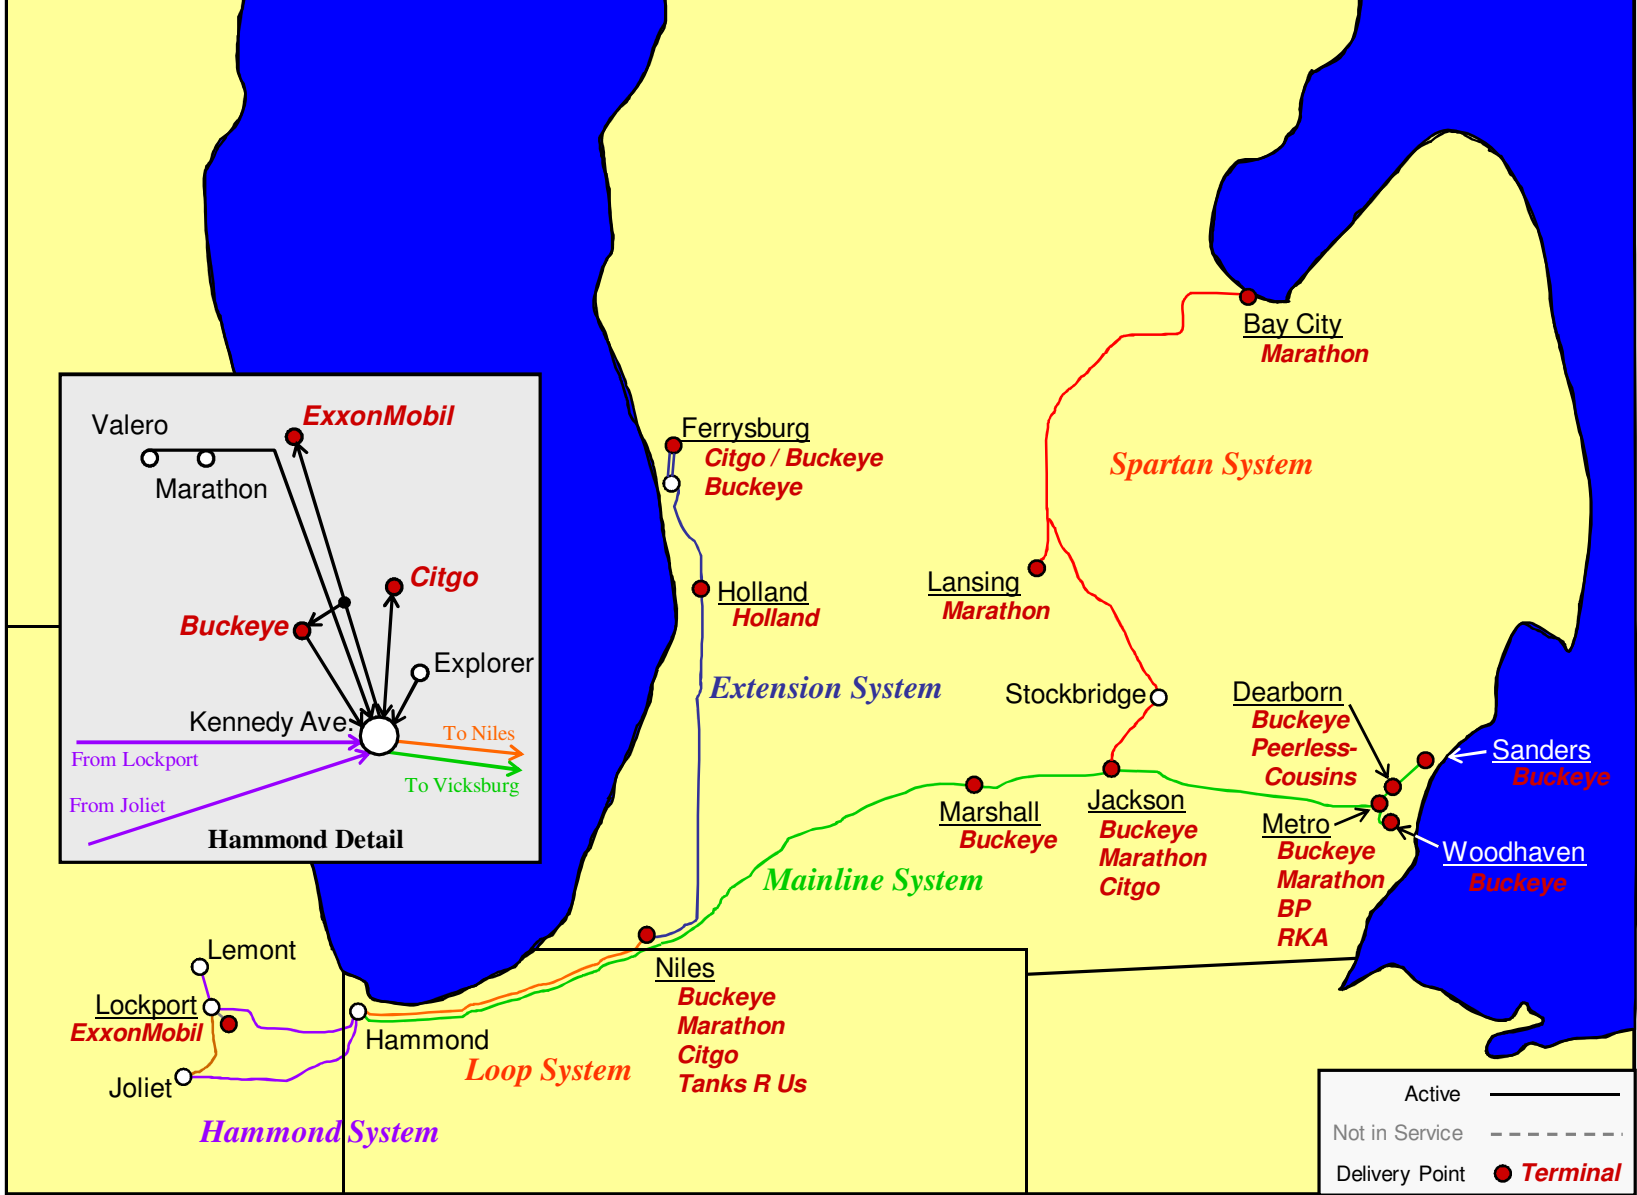 Bay City
Marathon
Valero
ExxonMobil
Marathon
Citgo
Buckeye
Explorer
Kennedy Ave.
To Niles
From Lockport
To Vicksburg
From Joliet
Hammond Detail
Ferrysburg
Citgo / Buckeye
Buckeye
Spartan System
Holland
Holland
Lansing
Marathon
Extension System
Stockbridge
Dearborn
Buckeye
Peerless-
Cousins
Sanders
Buckeye
Marshall
Buckeye
Jackson
Buckeye
Marathon
Citgo
Metro
Buckeye
Marathon
BP
RKA
Woodhaven
Buckeye
Mainline System
Lemont
Lockport
ExxonMobil
Joliet
Hammond
Niles
Buckeye
Marathon
Citgo
Tanks R Us
Loop System
Hammond System
Active
Not in Service
Delivery Point
Terminal